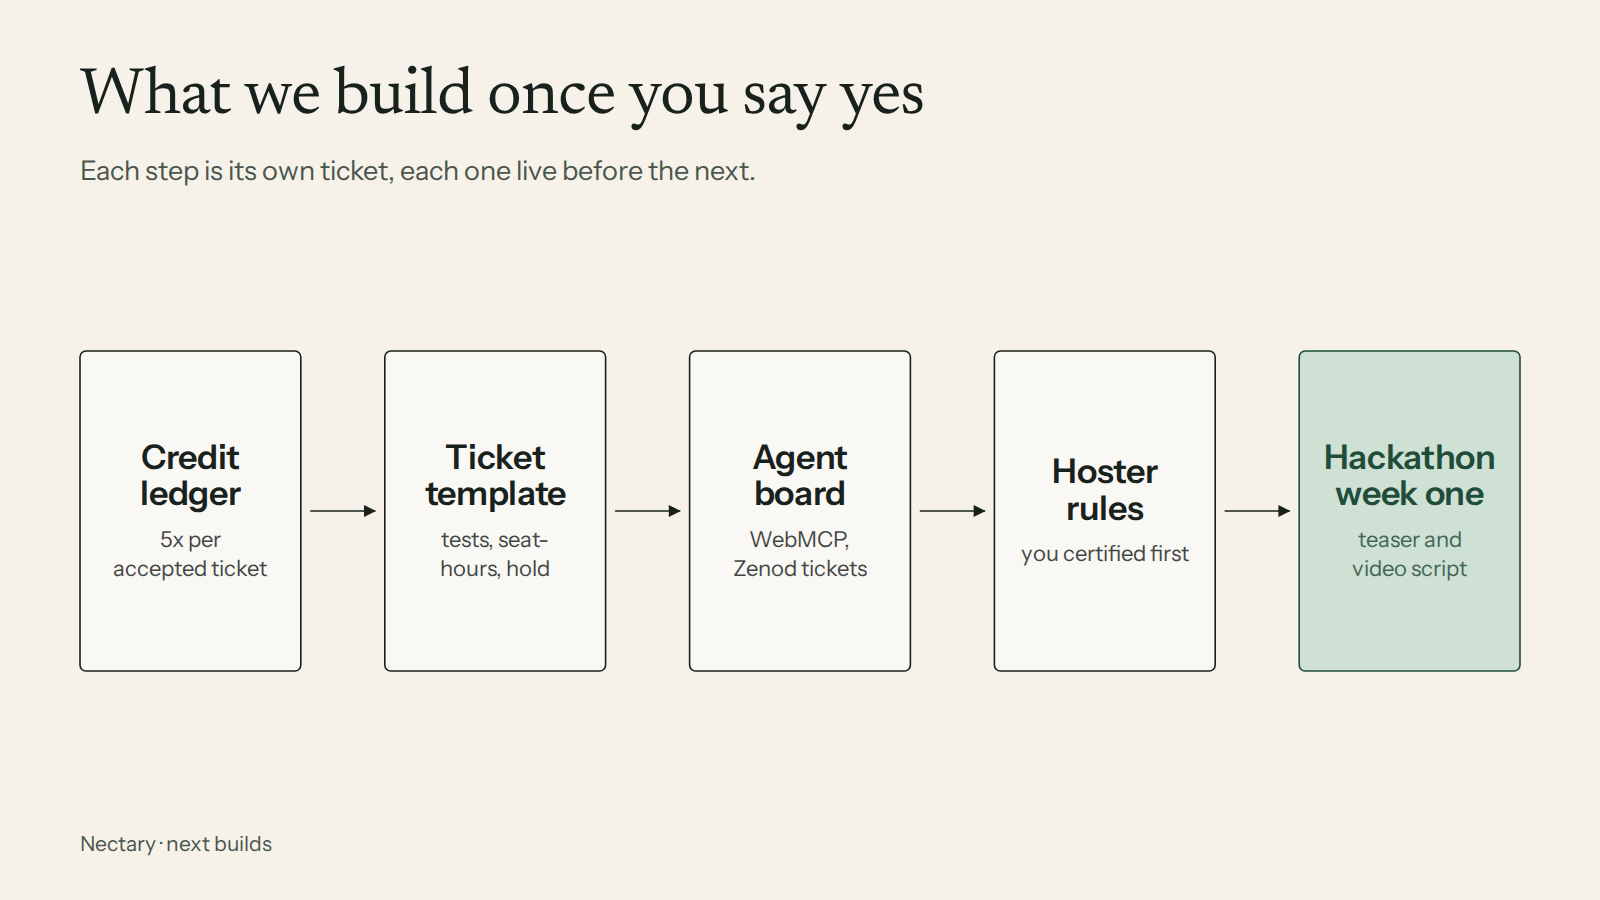 What we build once you say yes
Each step is its own ticket, each one live before the next.
Credit
ledger
5x per
accepted ticket
Ticket
template
tests, seat-
hours, hold
Agent
board
WebMCP,
Zenod tickets
Hoster
rules
you certified first
Hackathon
week one
teaser and
video script
Nectary · next builds